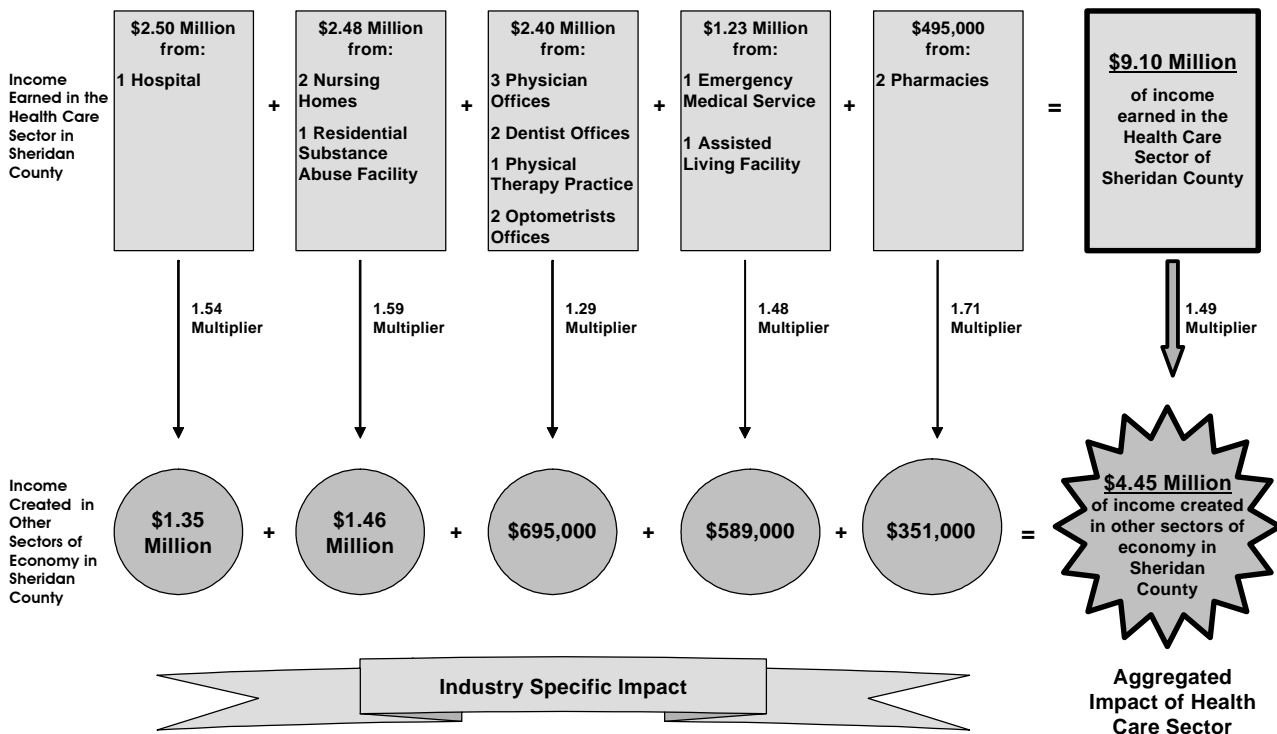 Income
Earned in the
Health Care
Sector in
Sheridan
County
$2.50 Million
from:
1 Hospital
+
$2.48 Million
from:
2 Nursing
Homes
1 Residential
Substance
Abuse Facility
+
$2.40 Million
from:
3 Physician
Offices
2 Dentist Offices
1 Physical
Therapy Practice
2 Optometrists
Offices
+
$1.23 Million
from:
1 Emergency
Medical Service
1 Assisted
Living Facility
+
$495,000
from:
2 Pharmacies
=
$9.10 Million
of income
earned in the
Health Care
Sector of
Sheridan County
1.54
Multiplier
1.59
Multiplier
1.29
Multiplier
1.48
Multiplier
1.71
Multiplier
1.49
Multiplier
Income
Created in
Other
Sectors of
Economy in
Sheridan
County
$1.35
Million
+
$1.46
Million
+
$695,000
+
$589,000
+
$351,000
=
$4.45 Million
of income created
in other sectors of
economy in
Sheridan
County
Industry Specific Impact
Aggregated
Impact of Health
Care Sector